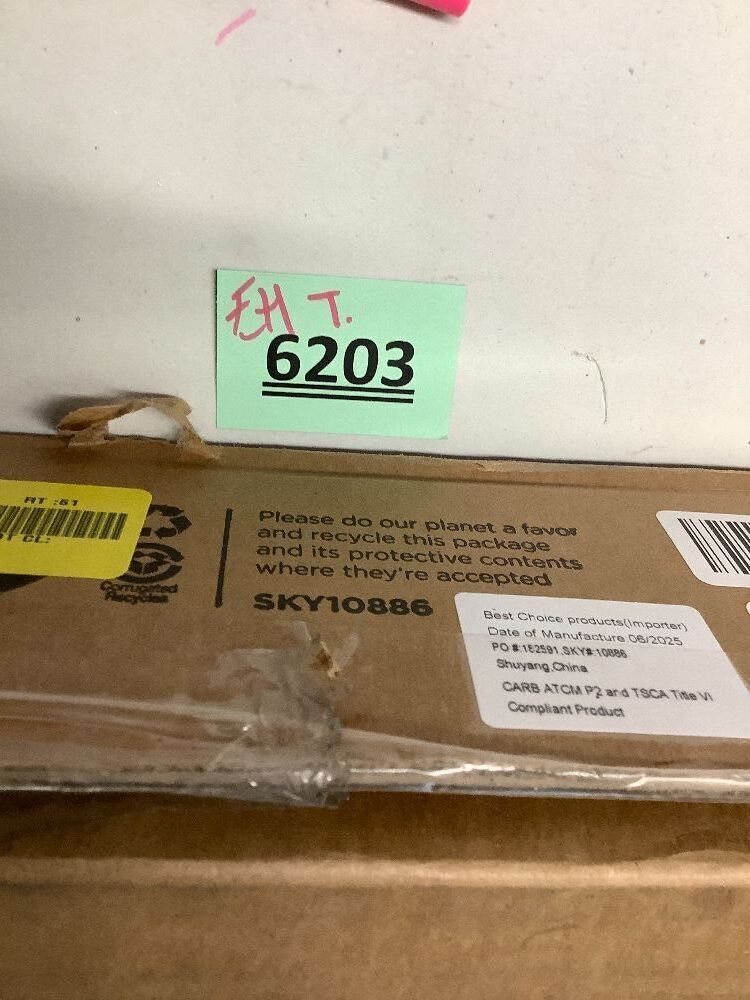 EH T.
6203
RT :51
CL:
Please do our planet a favor
and recycle this package
and its protective contents
where they're accepted
Corrugated
Recycles
SKY10886
Best Choice products(Importer)
Date of Manufacture:06/2025
PO #:162591,SKY#:10886
Shuyang,China
CARB ATCM P2 and TSCA Title VI
Compliant Product